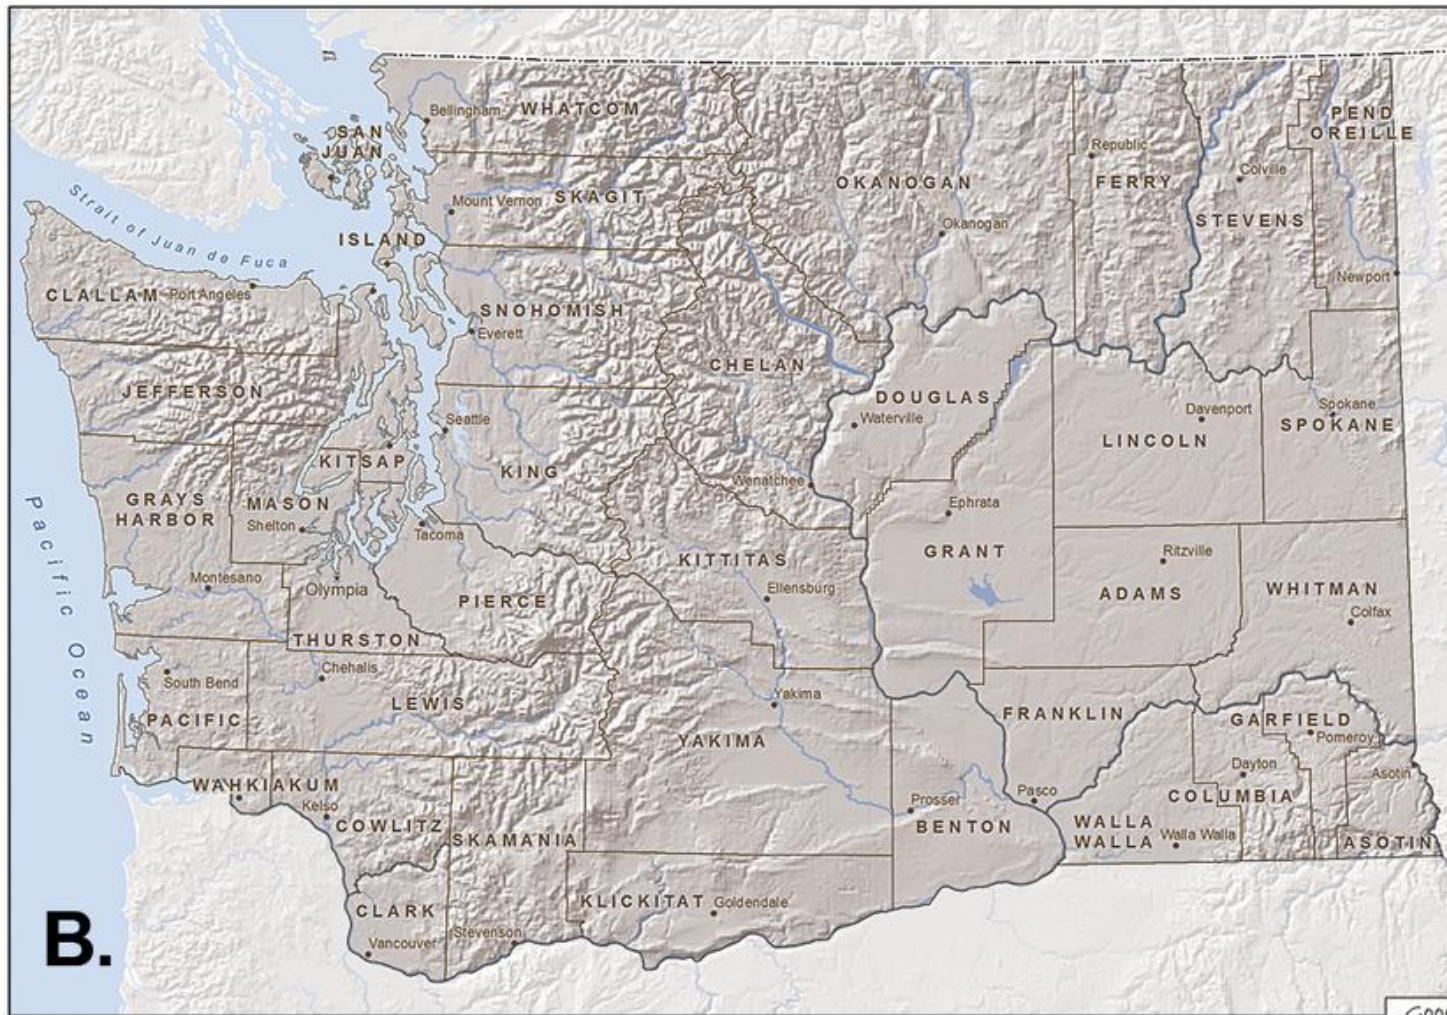 WHATCOM
Bellingham
SAN
JUAN
PEND
OREILLE
Republic
OKANOGAN
FERRY
Colville
SKAGIT
Mount Vernon
STEVENS
Okanogan
Strait of Juan de Fuca
ISLAND
Newport
CLALLAM
Port Angeles
SNOHOMISH
Everett
CHELAN
JEFFERSON
DOUGLAS
Waterville
Seattle
Davenport
Spokane
SPOKANE
LINCOLN
KITSAP
KING
Wenatchee
GRAYS
HARBOR
MASON
Shelton
Ephrata
Tacoma
Pacific Ocean
KITTITAS
GRANT
Ritzville
Montesano
Olympia
PIERCE
Ellensburg
ADAMS
WHITMAN
Colfax
THURSTON
Chehalis
South Bend
LEWIS
Yakima
PACIFIC
YAKIMA
FRANKLIN
GARFIELD
Pomeroy
WAHKIAKUM
Kelso
COWLITZ
SKAMANIA
Prosser
BENTON
Pasco
Dayton
COLUMBIA
Asotin
WALLA
WALLA
Walla Walla
ASOTIN
KLICKITAT
Goldendale
CLARK
Vancouver
Stevenson
B.